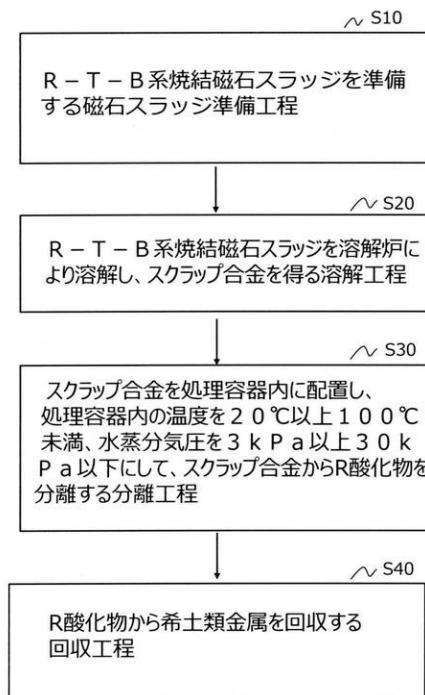 S10
R-T-B系焼結磁石スラッジを準備
する磁石スラッジ準備工程
S20
R-T-B系焼結磁石スラッジを溶解炉に
より溶解し、スクラップ合金を得る溶解工程
S30
スクラップ合金を処理容器内に配置し、
処理容器内の温度を20℃以上100℃
未満、水蒸分気圧を3kPa以上30k
Pa以下にして、スクラップ合金からR酸化物を
分離する分離工程
S40
R酸化物から希土類金属を回収する
回収工程